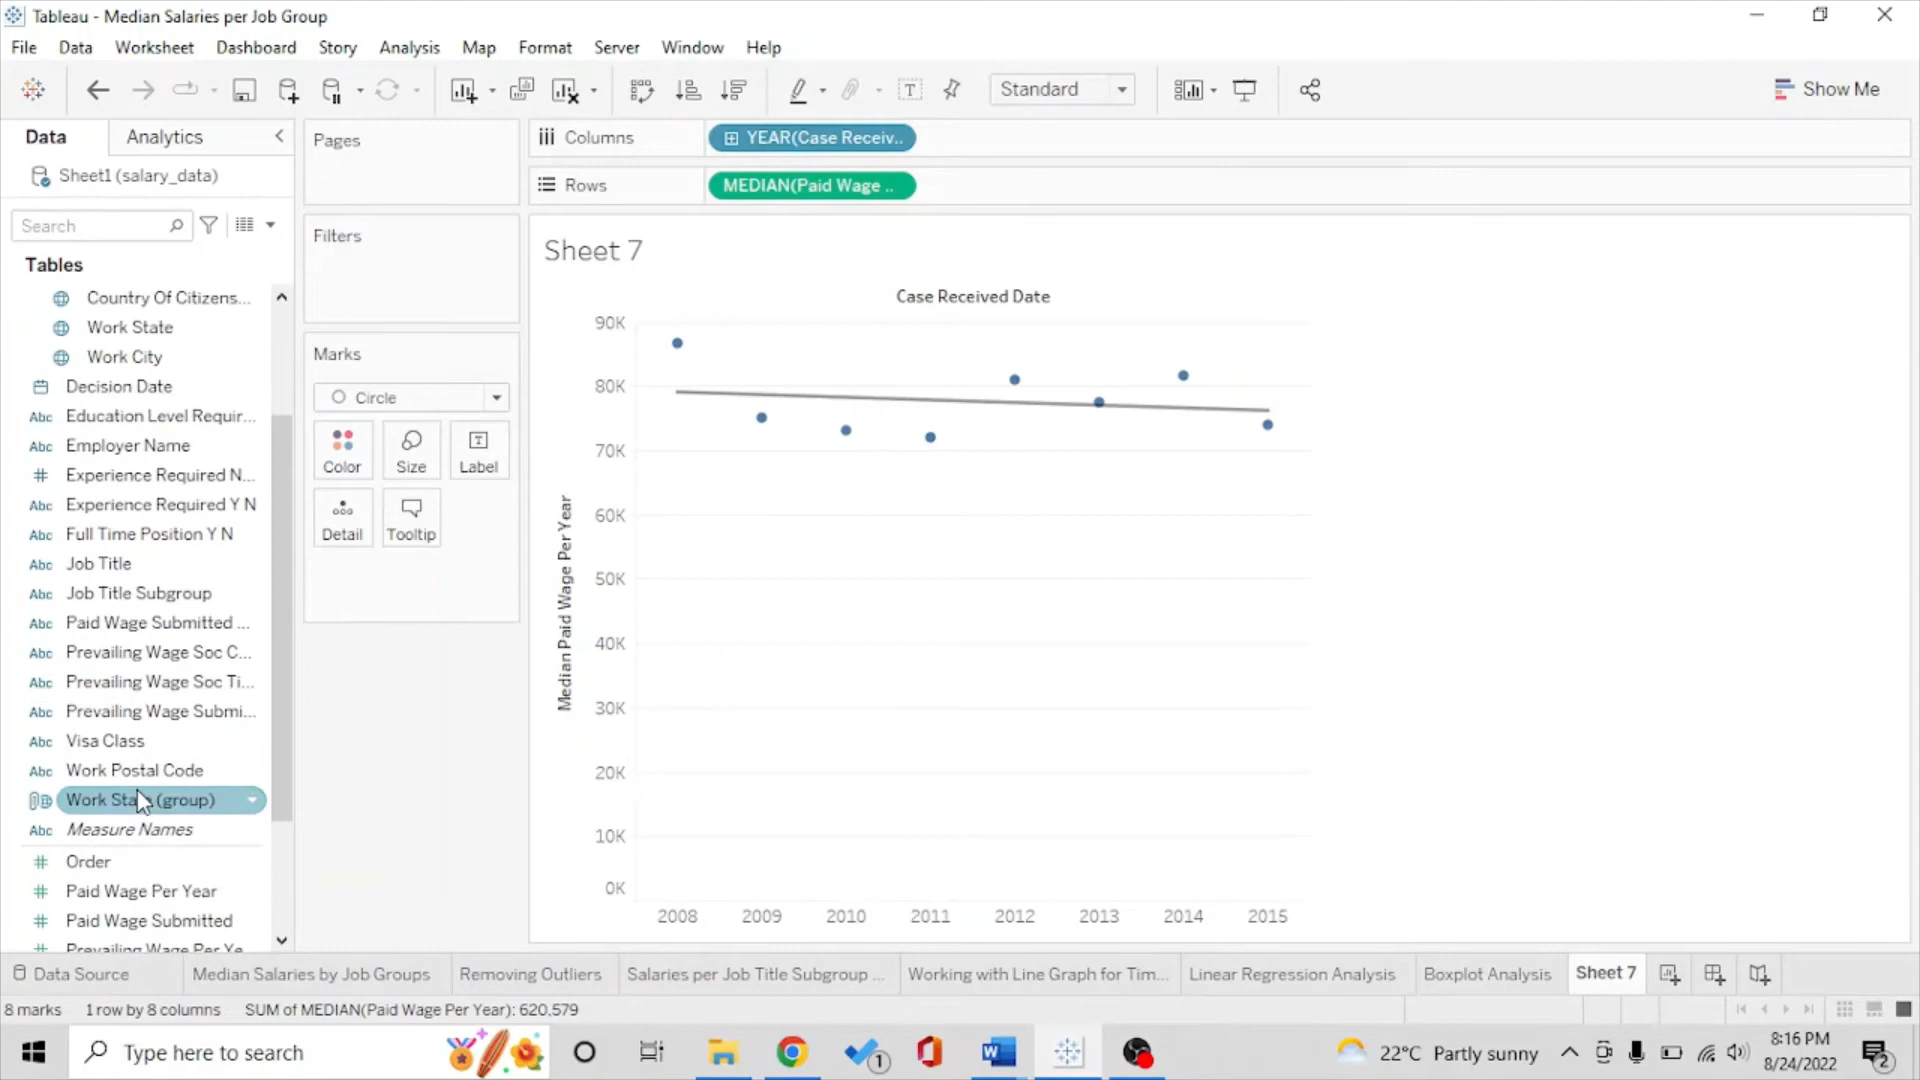 Tableau - Median Salaries per Job Group
File Data Worksheet Dashboard Story Analysis Map Format Server Window Help
Standard
Show Me
Data Analytics
Sheet1 (salary_data)
Search
Tables
Country Of Citizens...
Work State
Work City
Decision Date
Abc Education Level Requir...
Abc Employer Name
# Experience Required N...
Abc Experience Required Y N
Abc Full Time Position Y N
Abc Job Title
Abc Job Title Subgroup
Abc Paid Wage Submitted ...
Abc Prevailing Wage Soc C...
Abc Prevailing Wage Soc Ti...
Abc Prevailing Wage Submi...
Abc Visa Class
Abc Work Postal Code
Work State (group)
Abc Measure Names
# Order
# Paid Wage Per Year
# Paid Wage Submitted
# Prevailing Wage Per Ye
Pages
Filters
Marks
Circle
Color Size Label
Detail Tooltip
Columns YEAR(Case Receiv..
Rows MEDIAN(Paid Wage ..
Sheet 7
Case Received Date
Median Paid Wage Per Year
90K
80K
70K
60K
50K
40K
30K
20K
10K
0K
2008 2009 2010 2011 2012 2013 2014 2015
Data Source Median Salaries by Job Groups Removing Outliers Salaries per Job Title Subgroup ... Working with Line Graph for Tim... Linear Regression Analysis Boxplot Analysis Sheet 7
8 marks 1 row by 8 columns SUM of MEDIAN(Paid Wage Per Year): 620,579
Type here to search
1
22°C Partly sunny
8:16 PM
8/24/2022
2